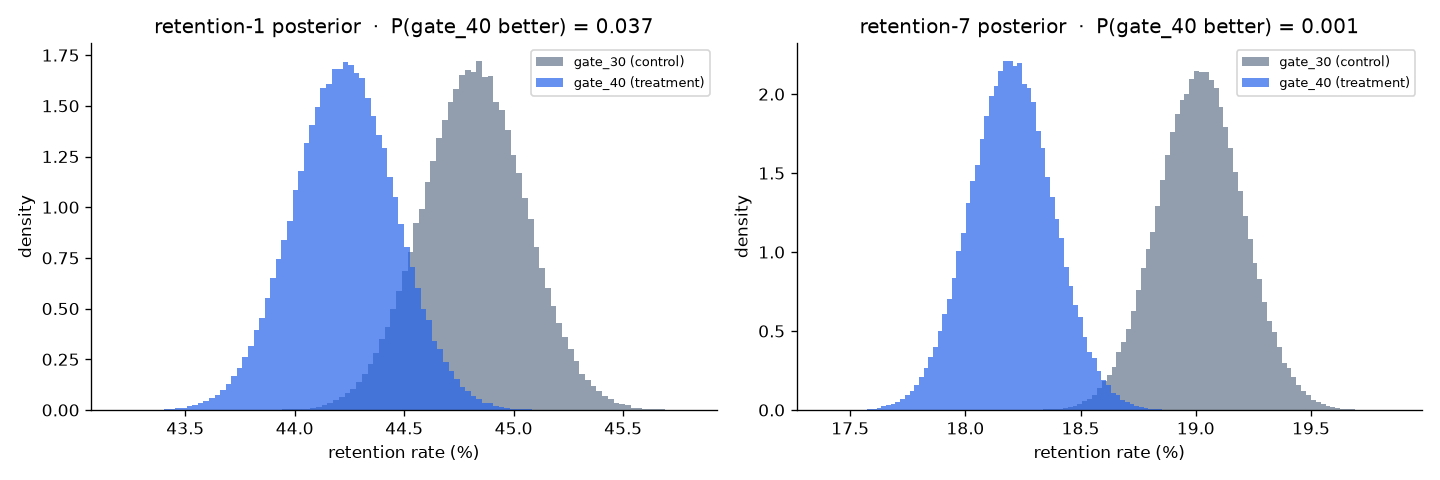 retention-1 posterior · P(gate_40 better) = 0.037
gate_30 (control)
gate_40 (treatment)
density
1.75
1.50
1.25
1.00
0.75
0.50
0.25
0.00
43.5 44.0 44.5 45.0 45.5
retention rate (%)
retention-7 posterior · P(gate_40 better) = 0.001
gate_30 (control)
gate_40 (treatment)
density
2.0
1.5
1.0
0.5
0.0
17.5 18.0 18.5 19.0 19.5
retention rate (%)